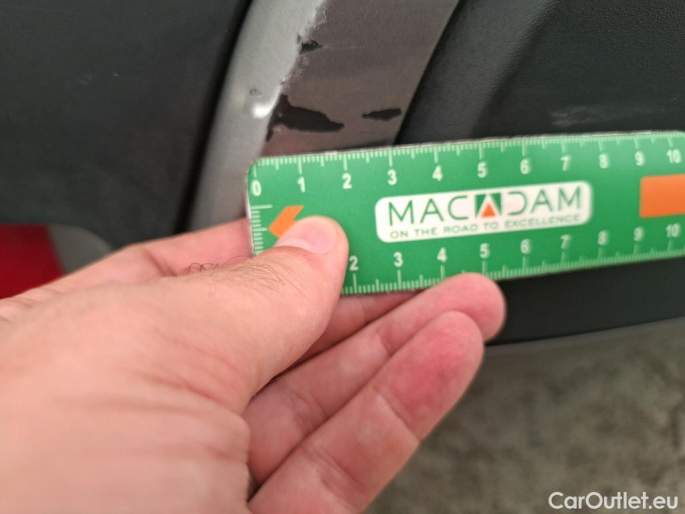 0 1 2 3 4 5 6 7 8 9 10
MACADAM
ON THE ROAD TO EXCELLENCE
2 3 4 5 6 7 8 9 10
CarOutlet.eu